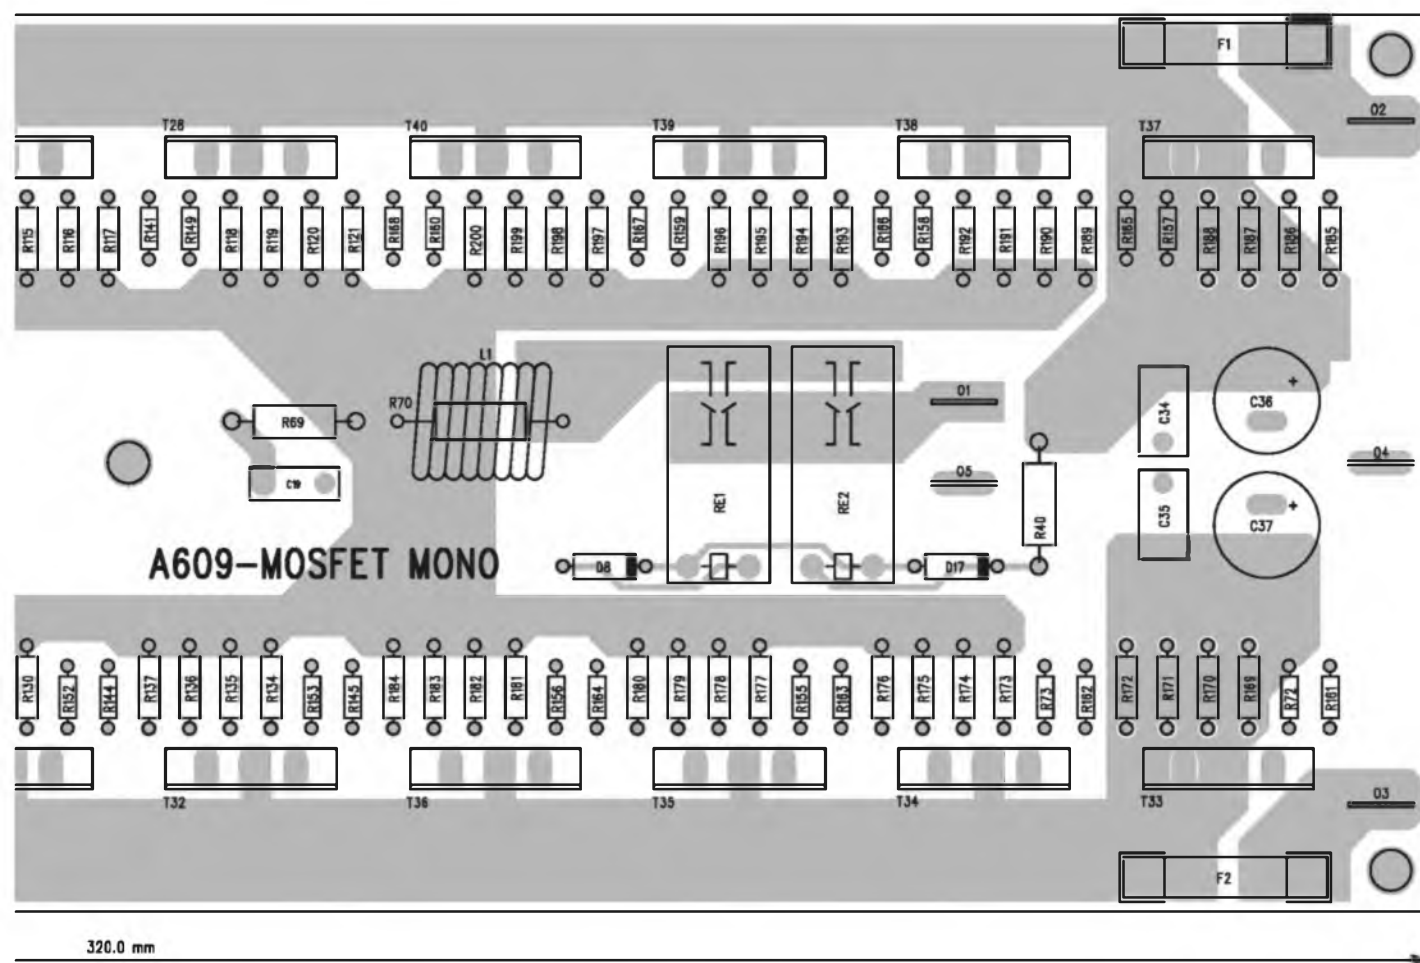 F1
O2
T28 T40 T39 T38 T37
R115 R116 R117 R141 R149 R118 R119 R120 R121 R168 R160 R200 R199 R198 R197 R167 R159 R196 R195 R194 R193 R166 R158 R192 R191 R190 R189 R165 R157 R188 R187 R186 R185
L1
R70 O1 C34 + C36
R69
O4
C19 RE1 RE2 O5 R40 C35 + C37
A609-MOSFET MONO D8 D17
R130 R152 R144 R137 R136 R135 R134 R153 R145 R184 R183 R182 R181 R156 R164 R180 R179 R178 R177 R155 R163 R176 R175 R174 R173 R73 R162 R172 R171 R170 R169 R72 R161
O3
T32 T36 T35 T34 T33
F2
320.0 mm